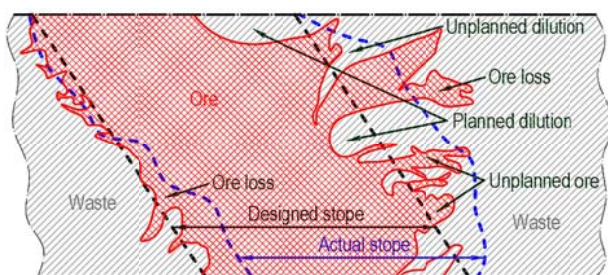 Unplanned dilution
Ore loss
Ore
Planned dilution
Ore loss
Unplanned ore
Waste
Designed stope
Waste
Actual stope